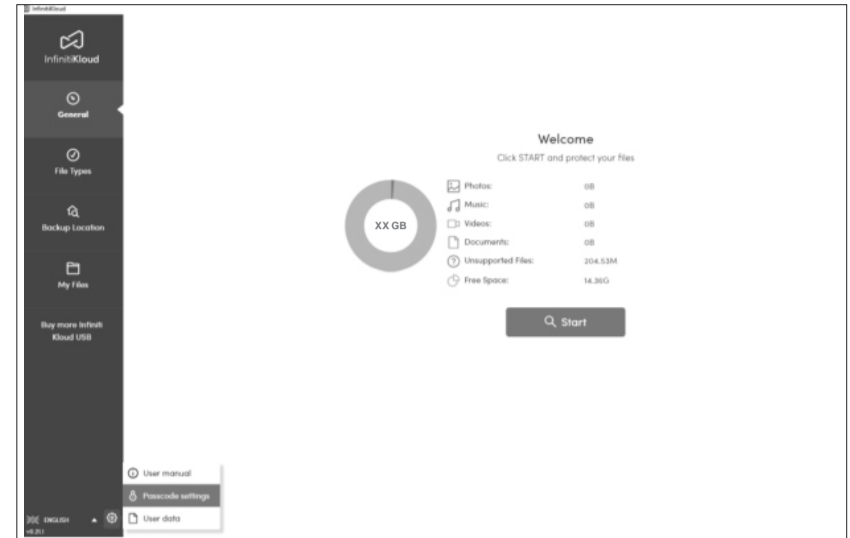 InfinitiKloud
InfinitiKloud
General
File Types
Backup Location
My Files
Buy more Infiniti
Kloud USB
Welcome
Click START and protect your files
XX GB
Photos: 0B
Music: 0B
Videos: 0B
Documents: 0B
Unsupported Files: 204.53M
Free Space: 14.36G
Start
User manual
Passcode settings
User data
ENGLISH